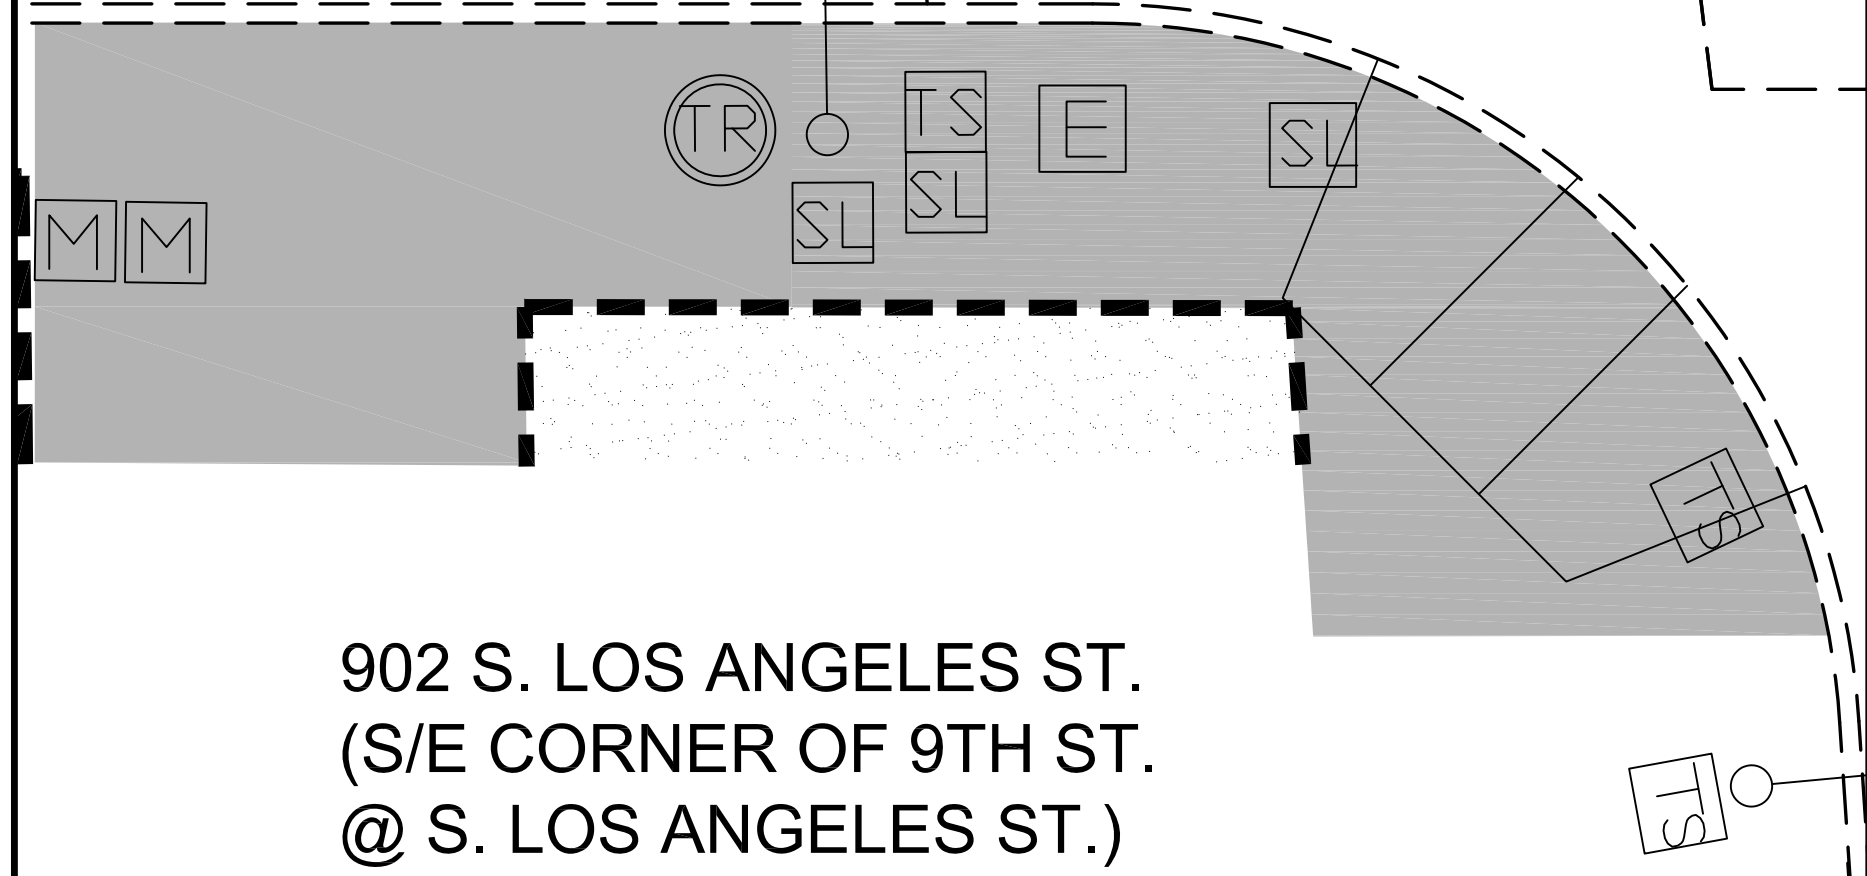 TR
TS
E
SL
SL
SL
M
M
TS
902 S. LOS ANGELES ST.
(S/E CORNER OF 9TH ST.
@ S. LOS ANGELES ST.)
TS